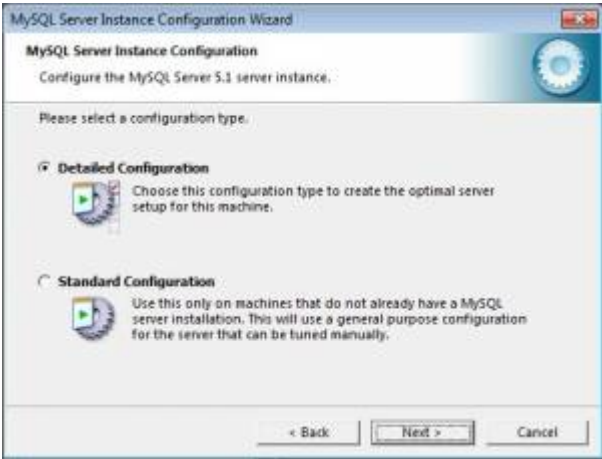 MySQL Server Instance Configuration Wizard
MySQL Server Instance Configuration
Configure the MySQL Server 5.1 server instance.
Please select a configuration type.
Detailed Configuration
Choose this configuration type to create the optimal server
setup for this machine.
Standard Configuration
Use this only on machines that do not already have a MySQL
server installation. This will use a general purpose configuration
for the server that can be tuned manually.
< Back
Next >
Cancel